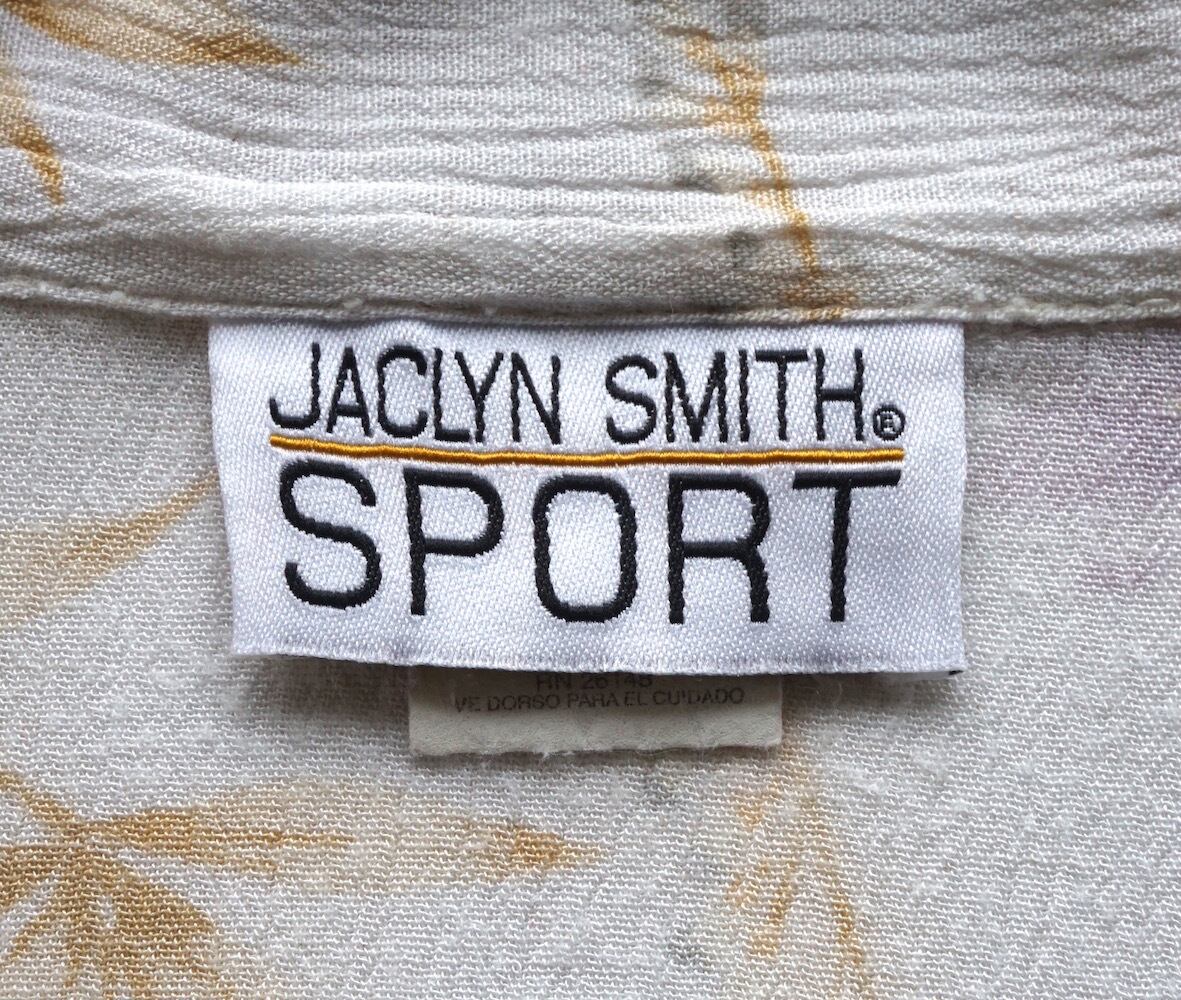 JACLYN SMITH®
SPORT
RN 26148
VE DORSO PARA EL CUIDADO